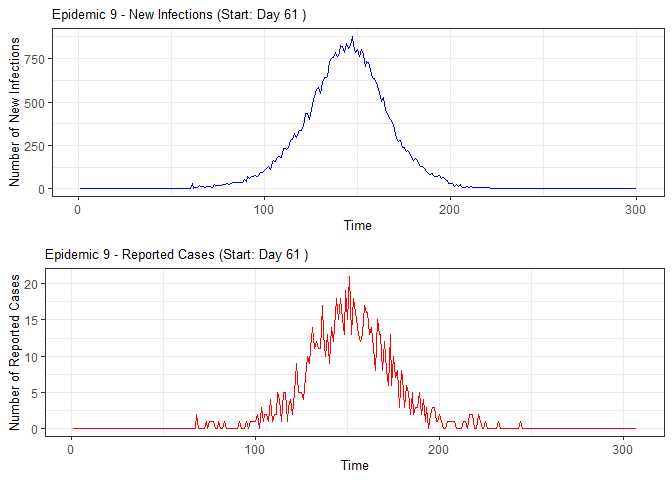 Epidemic 9 - New Infections (Start: Day 61 )
Number of New Infections
750
500
250
0
0
100
200
300
Time
Epidemic 9 - Reported Cases (Start: Day 61 )
Number of Reported Cases
20
15
10
5
0
0
100
200
300
Time